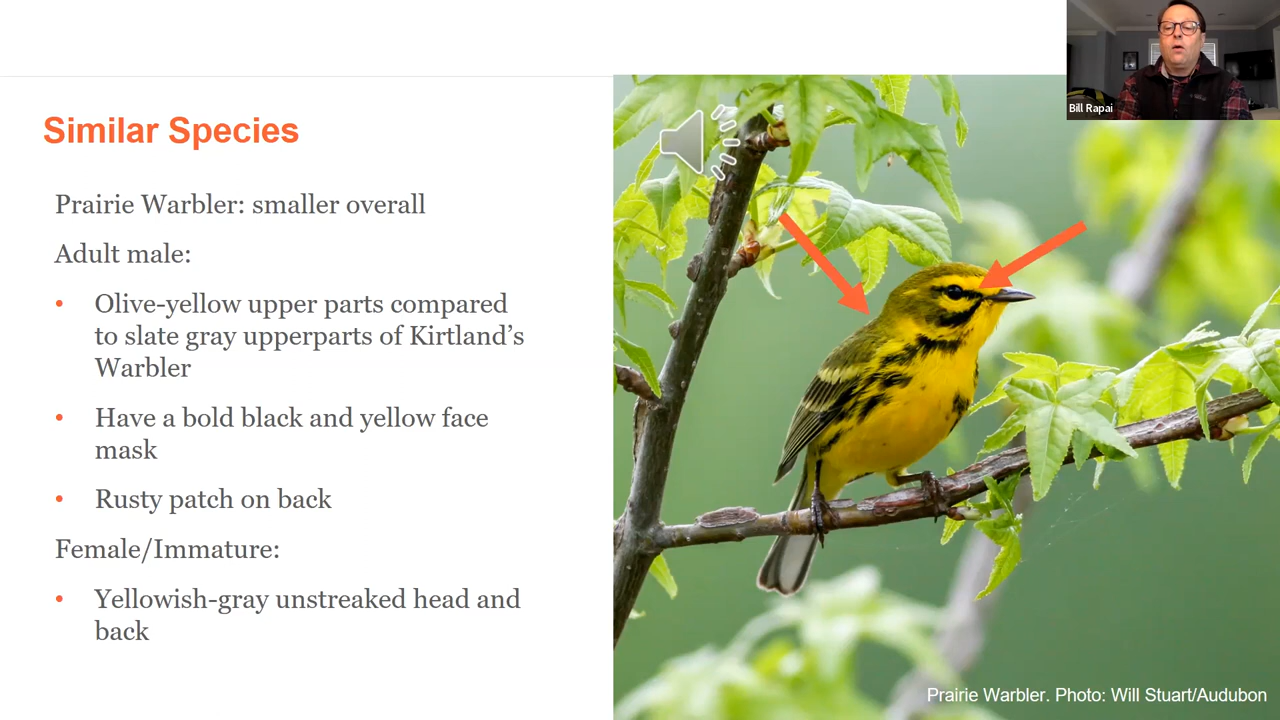 Bill Rapai
Similar Species
Prairie Warbler: smaller overall
Adult male:
• Olive-yellow upper parts compared
to slate gray upperparts of Kirtland’s
Warbler
• Have a bold black and yellow face
mask
• Rusty patch on back
Female/Immature:
• Yellowish-gray unstreaked head and
back
Prairie Warbler. Photo: Will Stuart/Audubon